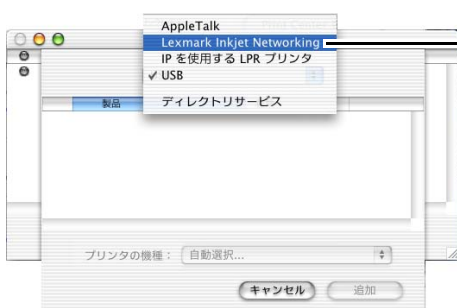 AppleTalk
Lexmark Inkjet Networking
IP を使用する LPR プリンタ
✓ USB
ディレクトリサービス
製品
プリンタの機種： 自動選択...
キャンセル 追加